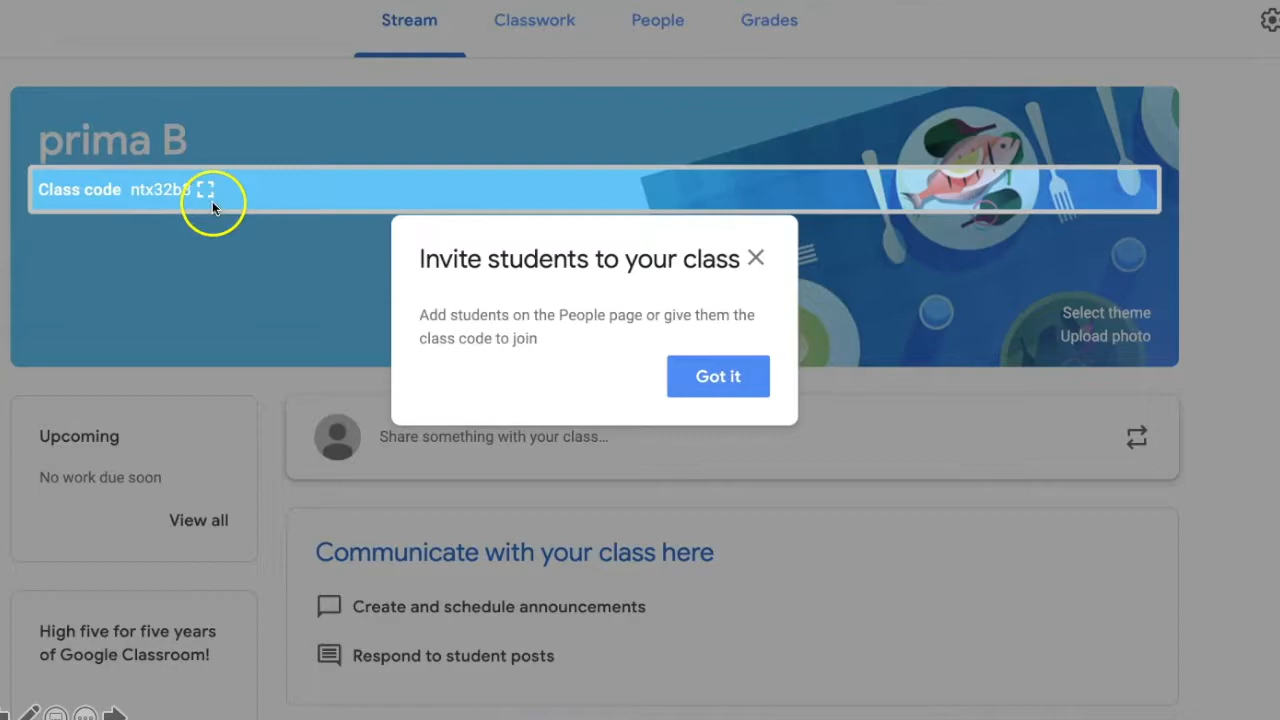 Stream Classwork People Grades
prima B
Class code ntx32b3
Invite students to your class
Add students on the People page or give them the
class code to join
Got it
Select theme
Upload photo
Upcoming
No work due soon
View all
Share something with your class...
Communicate with your class here
Create and schedule announcements
Respond to student posts
High five for five years
of Google Classroom!